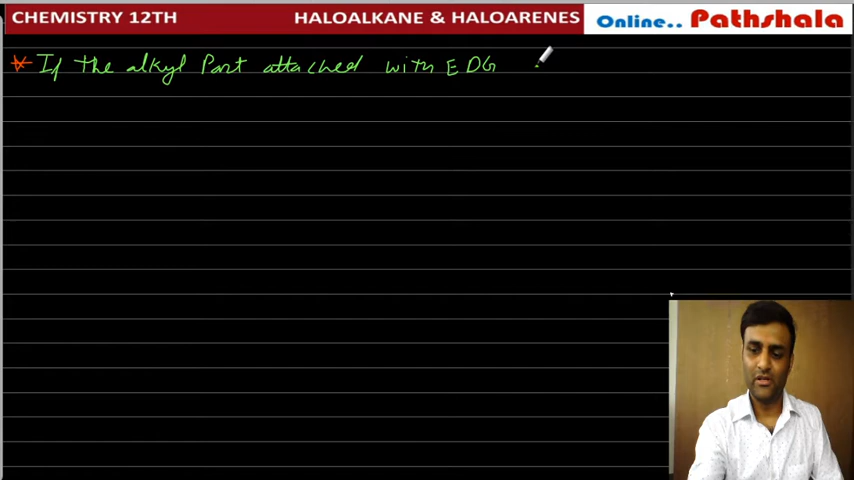 CHEMISTRY 12TH
HALOALKANE & HALOARENES
Online.. Pathshala
If the alkyl Part attached with EDG